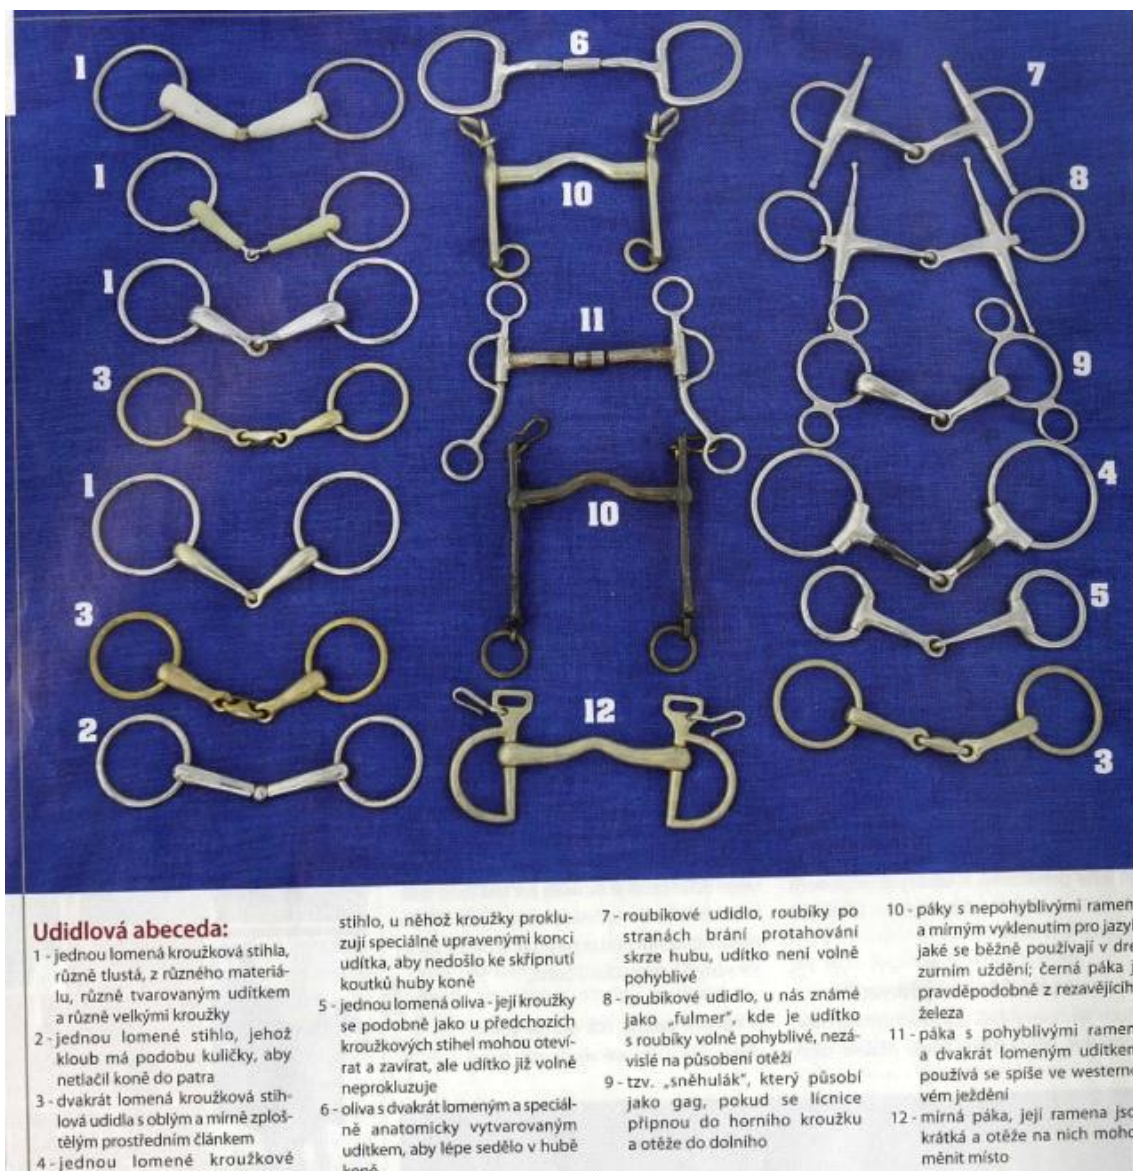 1
1
1
3
1
3
2
6
10
11
10
12
7
8
9
4
5
3
Udidlová abeceda:
1 - jednou lomená kroužková stihla,
různě tlustá, z různého materiá-
lu, různě tvarovaným udítkem
a různě velkými kroužky
2 - jednou lomené stihlo, jehož
kloub má podobu kuličky, aby
netlačil koně do patra
3 - dvakrát lomená kroužková stih-
lová udidla s oblým a mírně zploš-
tělým prostředním článkem
4 - jednou lomené kroužkové
stihlo, u něhož kroužky proklu-
zují speciálně upravenými konci
udítka, aby nedošlo ke skřípnutí
koutků huby koně
5 - jednou lomená oliva - její kroužky
se podobně jako u předchozích
kroužkových stihel mohou oteví-
rat a zavírat, ale udítko již volně
neprokluzuje
6 - oliva s dvakrát lomeným a speciál-
ně anatomicky vytvarovaným
udítkem, aby lépe sedělo v hubě
koně
7 - roubíkové udidlo, roubíky po
stranách brání protahování
skrze hubu, udítko není volně
pohyblivé
8 - roubíkové udidlo, u nás známé
jako „fulmer“, kde je udítko
s roubíky volně pohyblivé, nezá-
vislé na působení otěží
9 - tzv. „sněhulák“, který působí
jako gag, pokud se lícnice
připnou do horního kroužku
a otěže do dolního
10 - páky s nepohyblivými ramen
a mírným vyklenutím pro jazyk
jaké se běžně používají v dre
zurním uždění; černá páka j
pravděpodobně z rezavějícíh
železa
11 - páka s pohyblivými ramen
a dvakrát lomeným udítkem
používá se spíše ve western
vém ježdění
12 - mírná páka, její ramena jso
krátká a otěže na nich moho
měnit místo